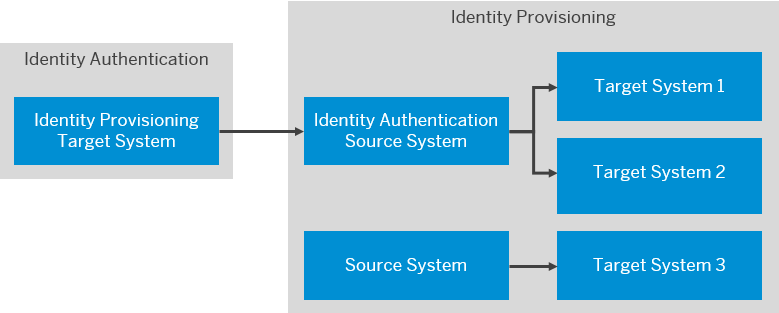 Identity Provisioning
Identity Authentication
Identity Provisioning
Target System
Identity Authentication
Source System
Target System 1
Target System 2
Source System
Target System 3